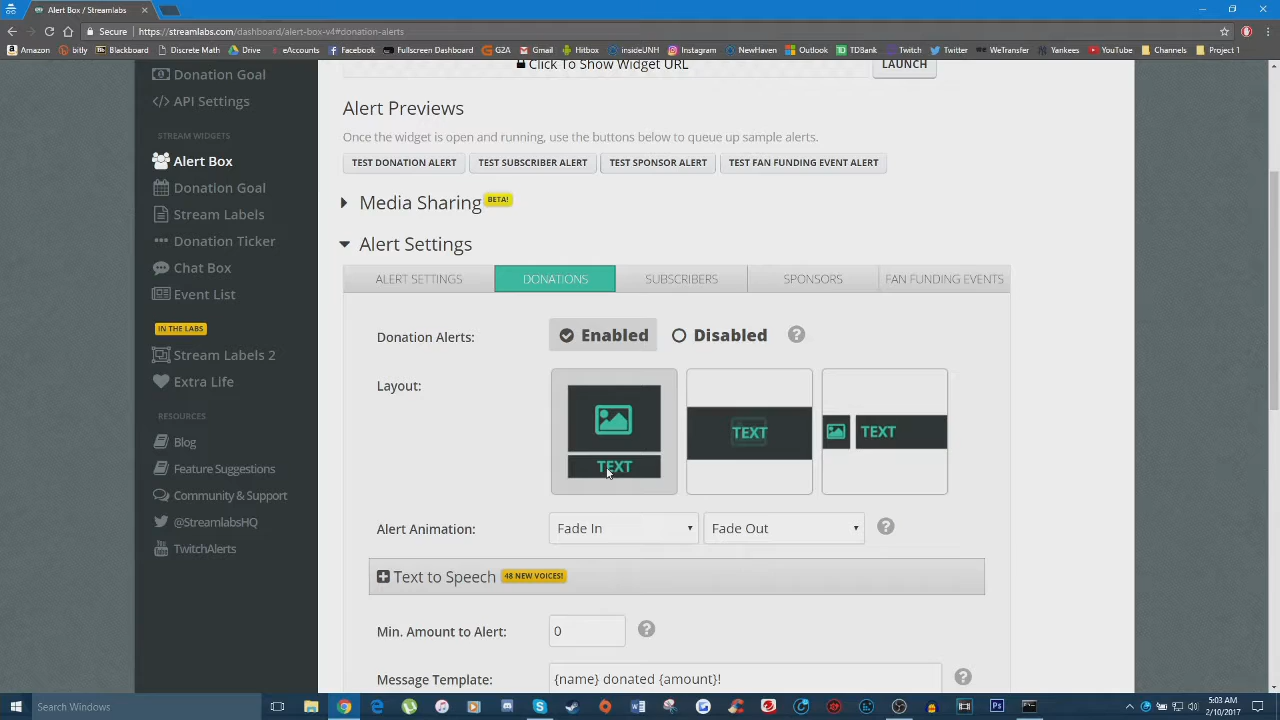 Alert Box / Streamlabs
Secure https://streamlabs.com/dashboard/alert-box-v4#donation-alerts
Amazon bitly Blackboard Discovery Map Facebook Fullscreen Dashboard G2A Gmail Hitbox insideUNH Instagram NewHaven Outlook TDBank Twitch Twitter WeTransfer Yankees YouTube Channels Project 1
Donation Goal
API Settings
STREAM WIDGETS
Alert Box
Donation Goal
Stream Labels
Donation Ticker
Chat Box
Event List
IN THE LABS
Stream Labels 2
Extra Life
RESOURCES
Blog
Feature Suggestions
Community & Support
@StreamlabsHQ
TwitchAlerts
Click To Show Widget URL LAUNCH
Alert Previews
Once the widget is open and running, use the buttons below to queue up sample alerts.
TEST DONATION ALERT TEST SUBSCRIBER ALERT TEST SPONSOR ALERT TEST FAN FUNDING EVENT ALERT
Media Sharing BETA!
Alert Settings
ALERT SETTINGS DONATIONS SUBSCRIBERS SPONSORS FAN FUNDING EVENTS
Donation Alerts: Enabled Disabled ?
Layout:
TEXT TEXT TEXT
Alert Animation: Fade In Fade Out ?
Text to Speech 48 NEW VOICES!
Min. Amount to Alert: 0 ?
Message Template: {name} donated {amount}! ?
Search Windows
5:03 AM
2/10/2017